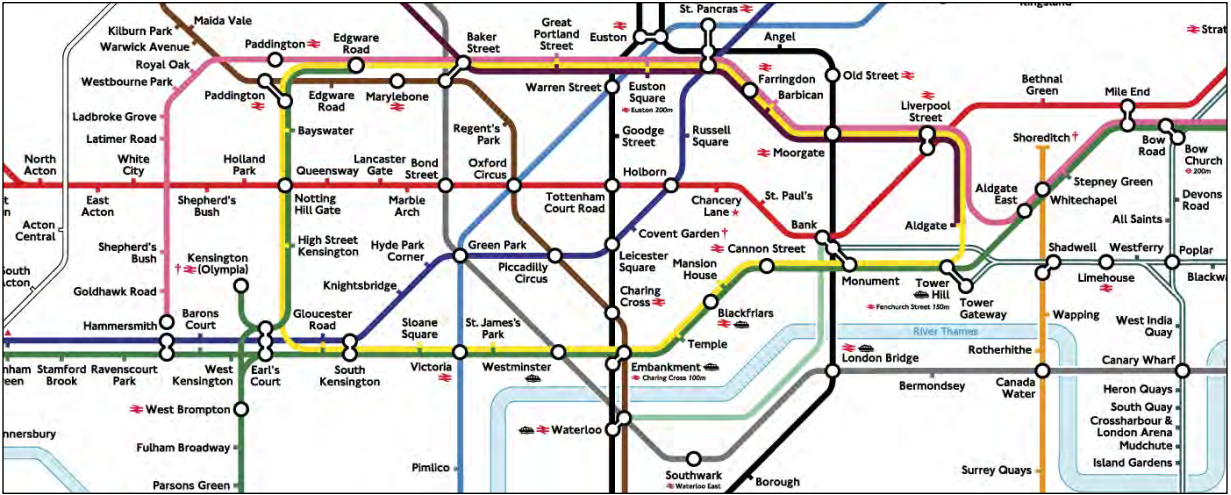 Kilburn Park
Maida Vale
Warwick Avenue
Royal Oak
Westbourne Park
Ladbroke Grove
Latimer Road
Paddington
Paddington
Edgware
Road
Edgware
Road
Marylebone
Baker
Street
Great
Portland
Street
Euston
St. Pancras
Angel
Old Street
Warren Street
Euston
Square
Euston 200m
Farringdon
Barbican
Liverpool
Street
Bethnal
Green
Mile End
Kingsland
Strat
Shoreditch †
Bow
Road
Bow
Church
200m
Bayswater
Regent's
Park
Goodge
Street
Russell
Square
Moorgate
North
Acton
White
City
Holland
Park
Queensway
Lancaster
Gate
Bond
Street
Oxford
Circus
Holborn
East
Acton
Shepherd's
Bush
Notting
Hill Gate
Marble
Arch
Tottenham
Court Road
Chancery
Lane
St. Paul's
Bank
Aldgate
East
Aldgate
Stepney Green
Whitechapel
Devons
Road
All Saints
Acton
Central
South
Acton
Shepherd's
Bush
Goldhawk Road
Kensington
(Olympia)
†
High Street
Kensington
Hyde Park
Corner
Green Park
Piccadilly
Circus
Covent Garden †
Leicester
Square
Cannon Street
Mansion
House
Monument
Tower
Hill
Fenchurch Street 150m
Tower
Gateway
Shadwell
Westferry
Poplar
Limehouse
Blackw
Knightsbridge
Charing
Cross
Blackfriars
Temple
River Thames
Wapping
West India
Quay
Hammersmith
Barons
Court
Gloucester
Road
Sloane
Square
St. James's
Park
Embankment
Charing Cross 100m
London Bridge
Rotherhithe
Canary Wharf
nham
een
Stamford
Brook
Ravenscourt
Park
West
Kensington
Earl's
Court
South
Kensington
Victoria
Westminster
Bermondsey
Canada
Water
Heron Quays
South Quay
Crossharbour &
London Arena
Mudchute
Island Gardens
West Brompton
Waterloo
nnersbury
Fulham Broadway
Parsons Green
Pimlico
Southwark
Waterloo East
Borough
Surrey Quays